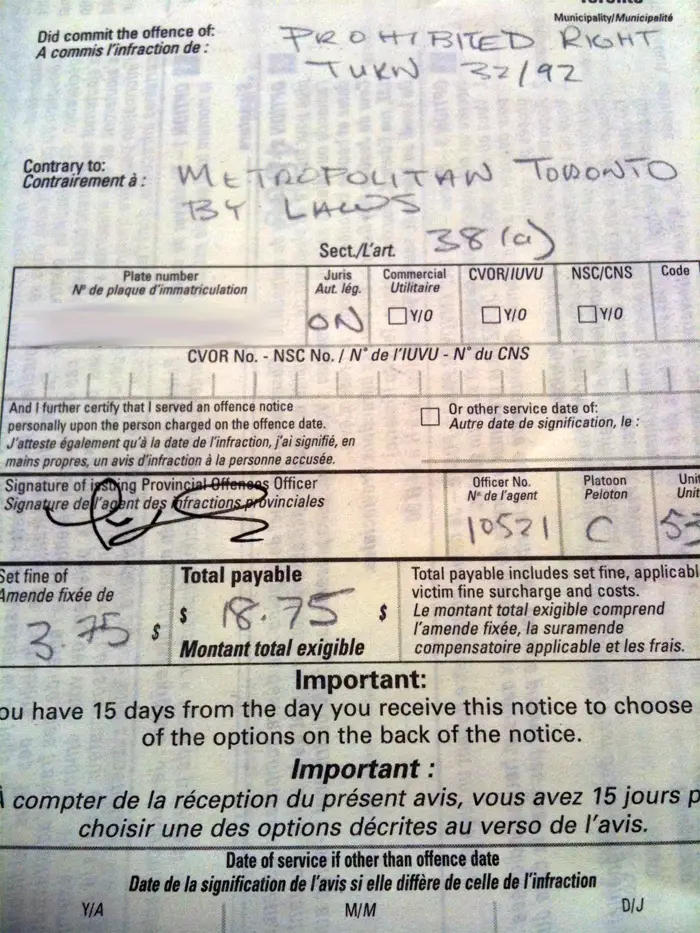 Municipality/Municipalité
Did commit the offence of:
A commis l'infraction de :
PROHIBITED RIGHT
TURN 32/92
Contrary to:
Contrairement à :
METROPOLITAN TORONTO
BY LAWS
Sect./L'art. 38(a)
Plate number
N° de plaque d'immatriculation
Juris
Aut. lég.
ON
Commercial
Utilitaire
Y/O
CVOR/IUVU
Y/O
NSC/CNS
Y/O
Code
CVOR No. - NSC No. / N° de l'IUVU - N° du CNS
And I further certify that I served an offence notice
personally upon the person charged on the offence date.
J'atteste également qu'à la date de l'infraction, j'ai signifié, en
mains propres, un avis d'infraction à la personne accusée.
Or other service date of:
Autre date de signification, le :
Signature of issuing Provincial Offences Officer
Signature de l'agent des infractions provinciales
Officer No.
N° de l'agent
10521
Platoon
Peloton
C
Unit
Unit
Set fine of
Amende fixée de
3.75 $
Total payable
$ 18.75 $
Montant total exigible
Total payable includes set fine, applicabl
victim fine surcharge and costs.
Le montant total exigible comprend
l'amende fixée, la suramende
compensatoire applicable et les frais.
Important:
ou have 15 days from the day you receive this notice to choose
of the options on the back of the notice.
Important :
À compter de la réception du présent avis, vous avez 15 jours p
choisir une des options décrites au verso de l'avis.
Date of service if other than offence date
Date de la signification de l'avis si elle diffère de celle de l'infraction
Y/A M/M D/J